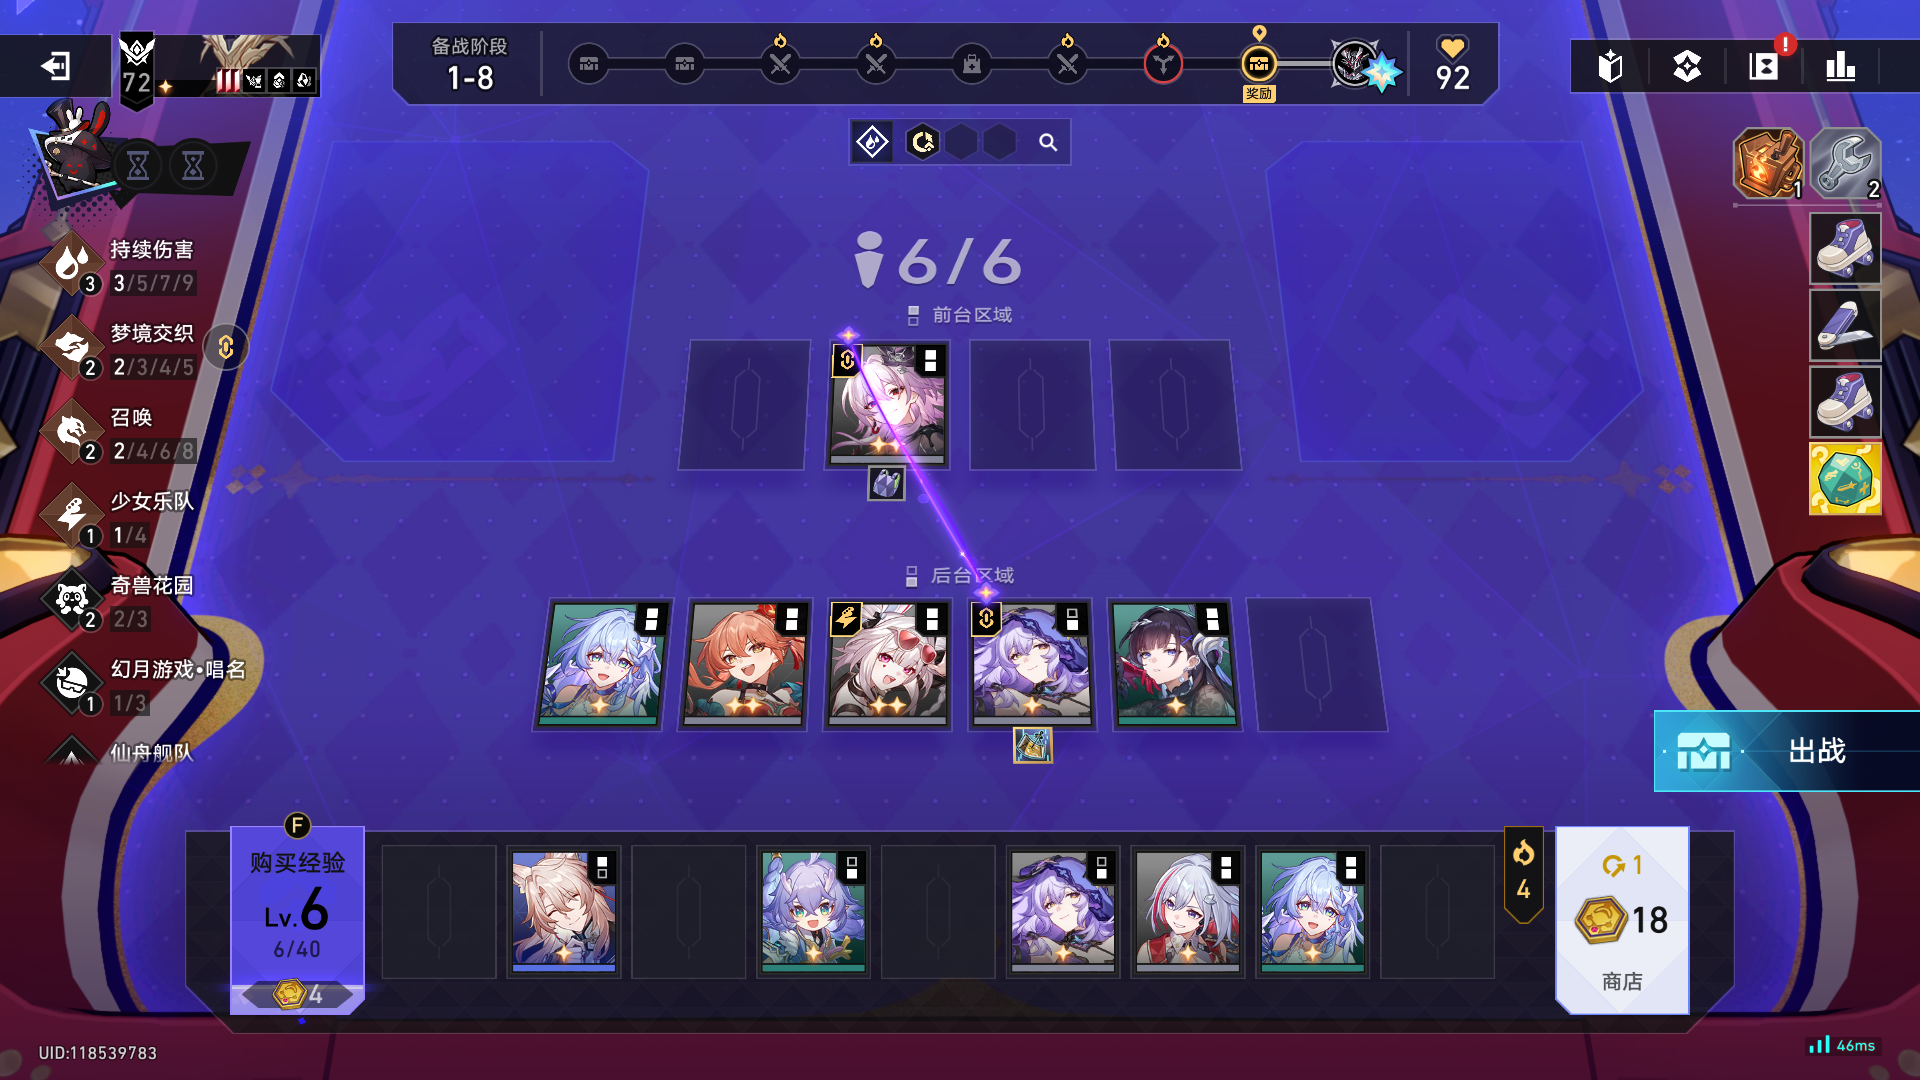 72
备战阶段
1-8
奖励
92
1
2
持续伤害
3
3/5/7/9
梦境交织
2
2/3/4/5
召唤
2
2/4/6/8
少女乐队
1
1/4
奇兽花园
2
2/3
幻月游戏•唱名
1
1/3
仙舟舰队
6/6
前台区域
后台区域
出战
F
购买经验
Lv.6
6/40
4
4
1
18
商店
UID:118539783
46ms